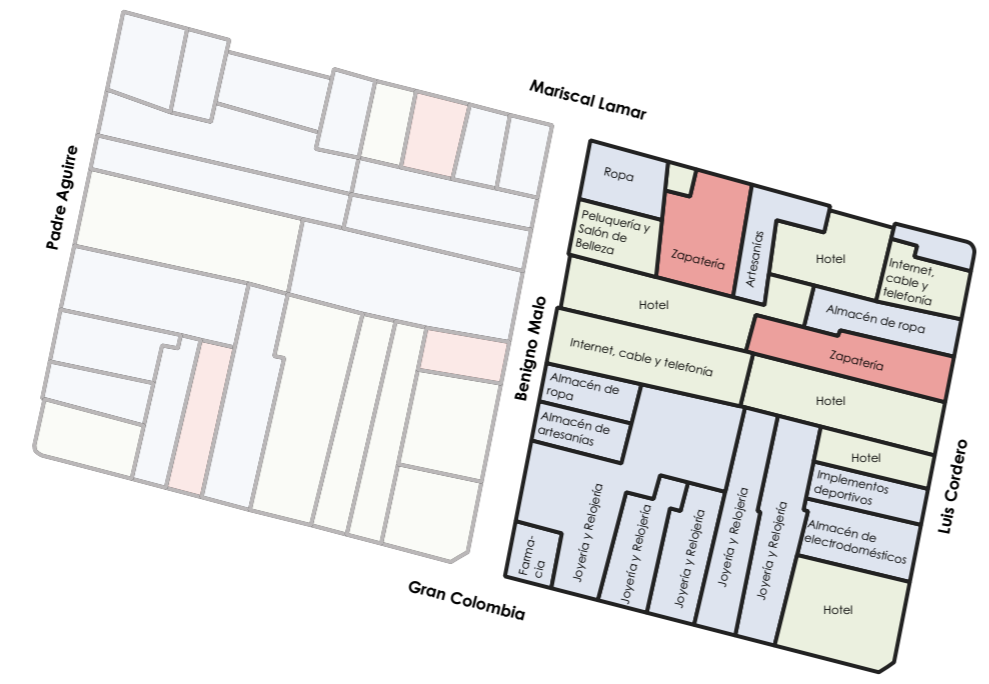 Mariscal Lamar
Padre Aguirre
Ropa
Peluquería y
Salón de
Belleza
Zapatería
Artesanías
Hotel
Internet,
cable y
telefonía
Hotel
Almacén de ropa
Benigno Malo
Internet, cable y telefonía
Zapatería
Almacén de
ropa
Hotel
Almacén de
artesanías
Hotel
Implementos
deportivos
Luis Cordero
Almacén de
electrodomésticos
Joyería y Relojería
Joyería y Relojería
Joyería y Relojería
Joyería y Relojería
Joyería y Relojería
Farma-
cia
Hotel
Gran Colombia